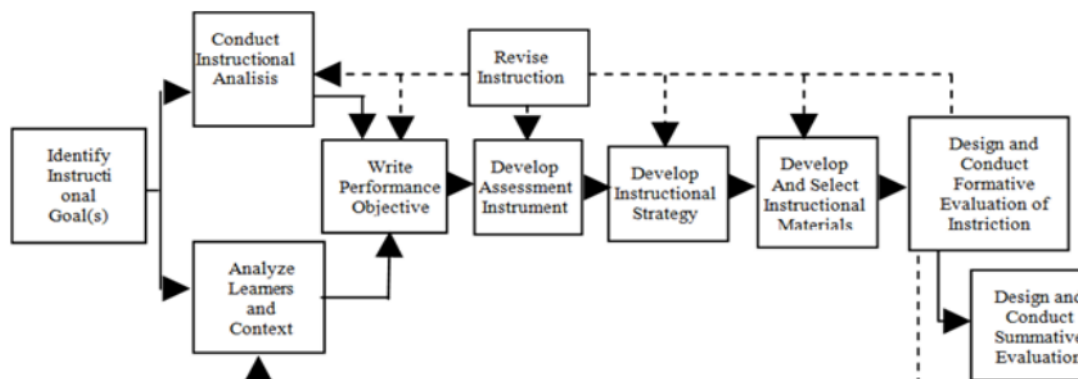 Conduct
Instructional
Analisis
Revise
Instruction
Identify
Instructi
onal
Goal(s)
Write
Performance
Objective
Develop
Assessment
Instrument
Develop
Instructional
Strategy
Develop
And Select
Instructional
Materials
Design and
Conduct
Formative
Evaluation of
Instriction
Analyze
Learners
and
Context
Design and
Conduct
Summative
Evaluation